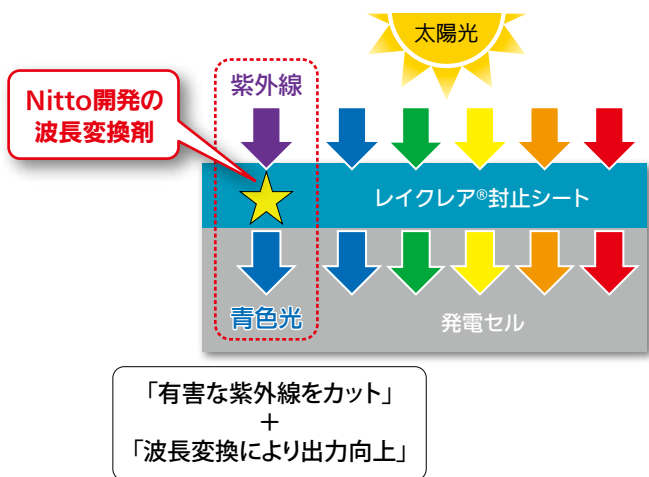 太陽光
紫外線
Nitto開発の
波長変換剤
レイクレア®封止シート
青色光
発電セル
「有害な紫外線をカット」
+
「波長変換により出力向上」